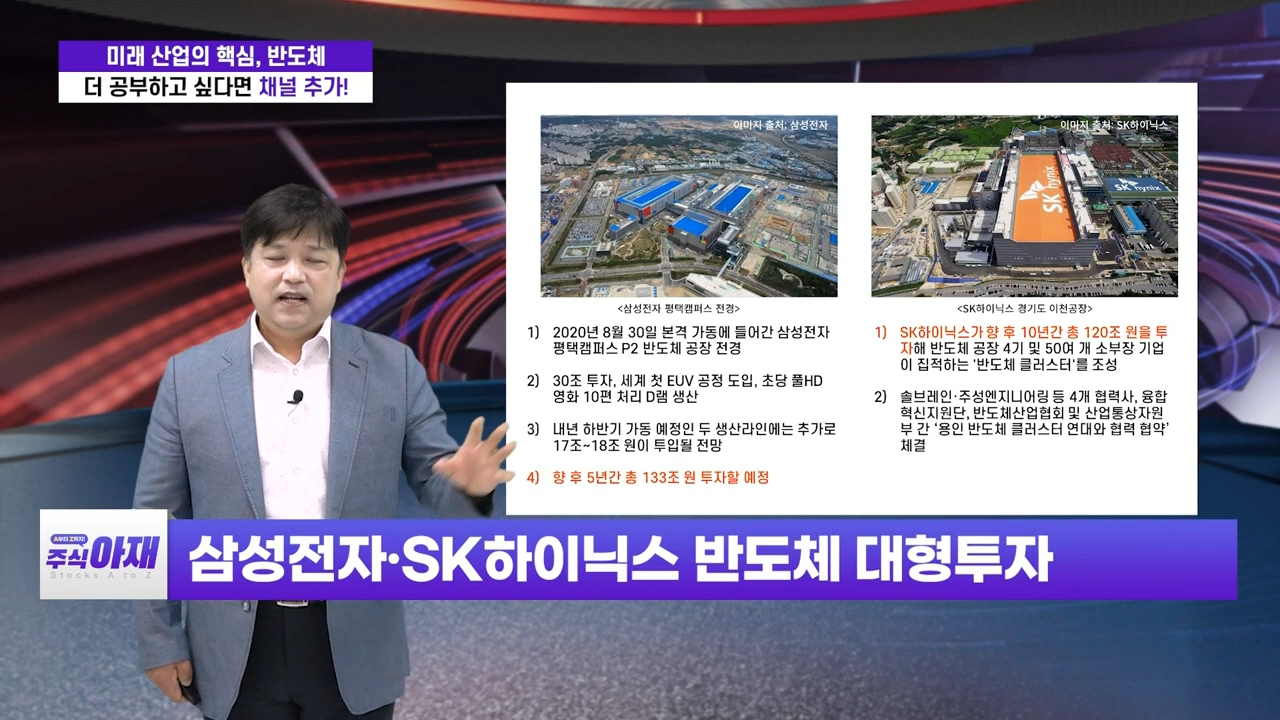 미래 산업의 핵심, 반도체
더 공부하고 싶다면 채널 추가!
이미지 출처: 삼성전자
이미지 출처: SK하이닉스
SK hynix
SK hynix
<삼성전자 평택캠퍼스 전경>
<SK하이닉스 경기도 이천공장>
1) 2020년 8월 30일 본격 가동에 들어간 삼성전자
평택캠퍼스 P2 반도체 공장 전경
2) 30조 투자, 세계 첫 EUV 공정 도입, 초당 풀HD
영화 10편 처리 D램 생산
3) 내년 하반기 가동 예정인 두 생산라인에는 추가로
17조~18조 원이 투입될 전망
4) 향 후 5년간 총 133조 원 투자할 예정
1) SK하이닉스가 향 후 10년간 총 120조 원을 투
자해 반도체 공장 4기 및 50여 개 소부장 기업
이 집적하는 '반도체 클러스터'를 조성
2) 솔브레인·주성엔지니어링 등 4개 협력사, 융합
혁신지원단, 반도체산업협회 및 산업통상자원
부 간 '용인 반도체 클러스터 연대와 협력 협약'
체결
A부터 Z까지!
주식아재
Stocks A to Z
삼성전자·SK하이닉스 반도체 대형투자